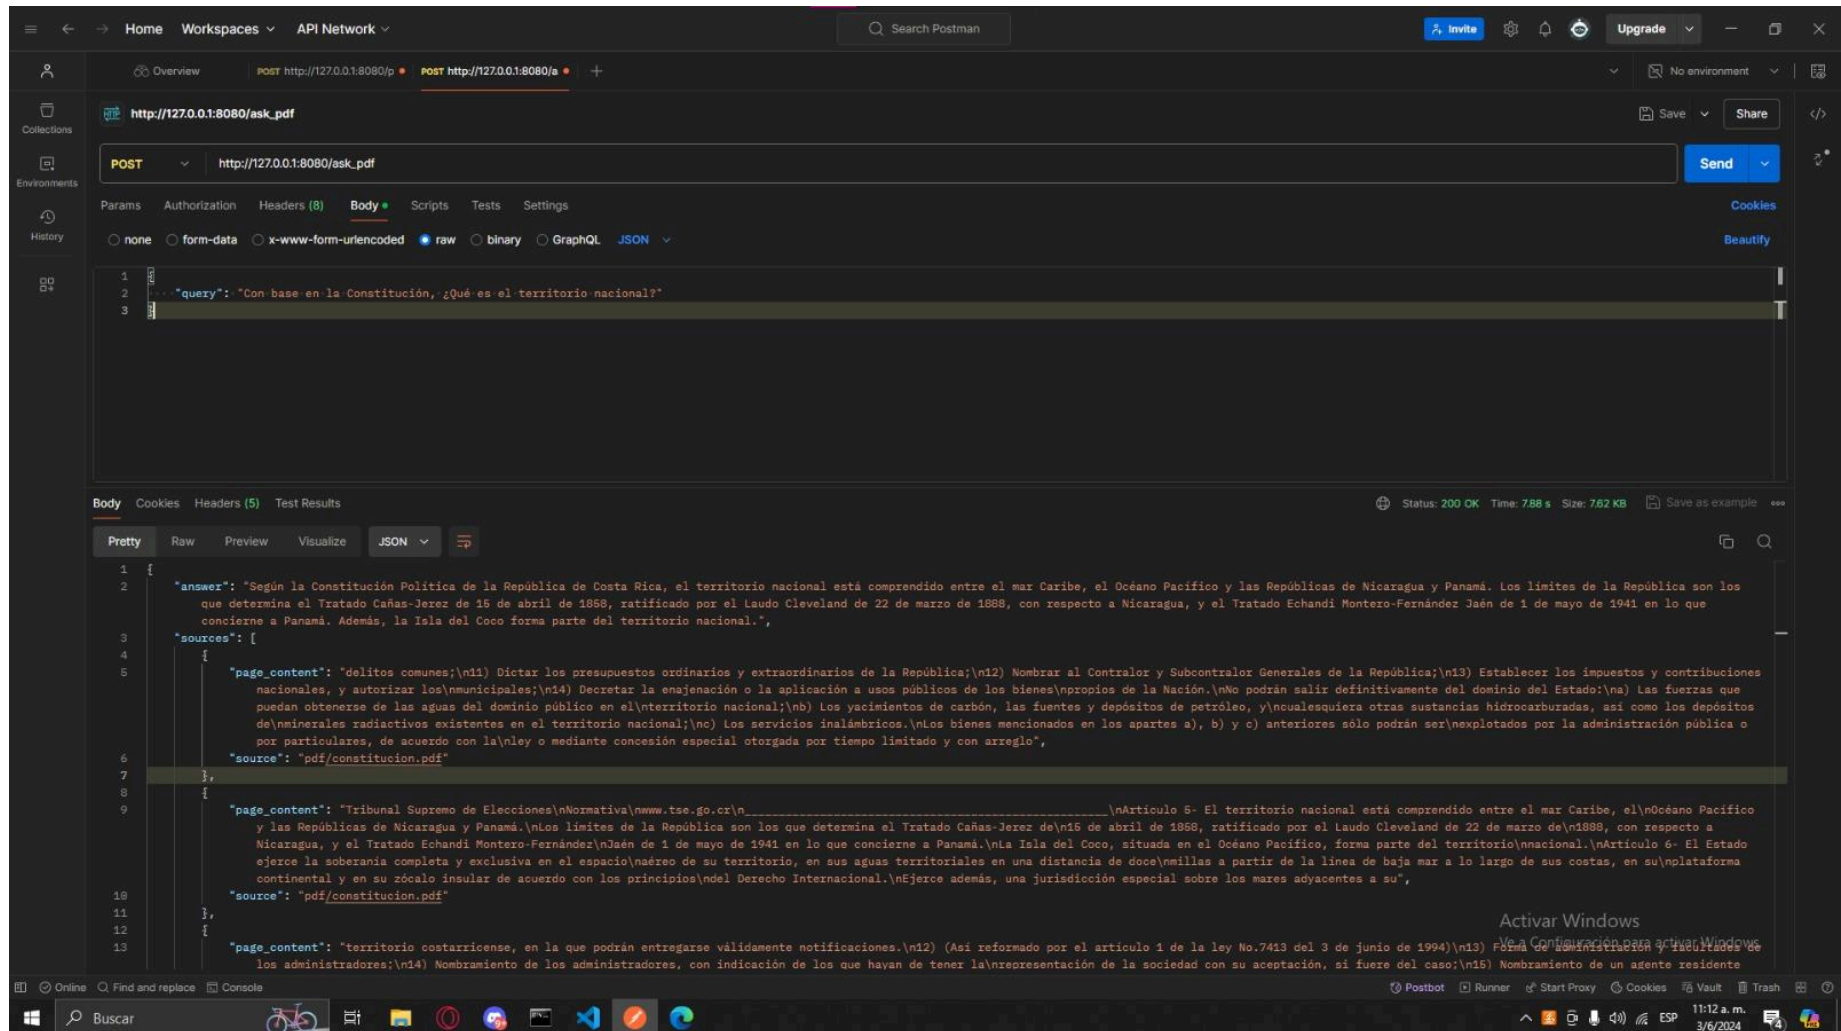 Home Workspaces API Network Search Postman Invite Upgrade
Overview POST http://127.0.0.1:8080/p POST http://127.0.0.1:8080/a No environment
http://127.0.0.1:8080/ask_pdf Save Share
Collections
POST http://127.0.0.1:8080/ask_pdf Send
Environments
Params Authorization Headers (8) Body Scripts Tests Settings Cookies
History
none form-data x-www-form-urlencoded raw binary GraphQL JSON Beautify
1 {
2 "query": "Con base en la Constitución, ¿Qué es el territorio nacional?"
3 }
Body Cookies Headers (5) Test Results Status: 200 OK Time: 7.88 s Size: 7.62 KB Save as example
Pretty Raw Preview Visualize JSON
1 {
2 "answer": "Según la Constitución Política de la República de Costa Rica, el territorio nacional está comprendido entre el mar Caribe, el Océano Pacífico y las Repúblicas de Nicaragua y Panamá. Los límites de la República son los
que determina el Tratado Cañas-Jerez de 15 de abril de 1858, ratificado por el Laudo Cleveland de 22 de marzo de 1888, con respecto a Nicaragua, y el Tratado Echandi Montero-Fernández Jaén de 1 de mayo de 1941 en lo que
concierne a Panamá. Además, la Isla del Coco forma parte del territorio nacional.",
3 "sources": [
4 {
5 "page_content": "delitos comunes;\n11) Dictar los presupuestos ordinarios y extraordinarios de la República;\n12) Nombrar al Contralor y Subcontralor Generales de la República;\n13) Establecer los impuestos y contribuciones
nacionales, y autorizar los\nmunicipales;\n14) Decretar la enajenación o la aplicación a usos públicos de los bienes\npropios de la Nación.\nNo podrán salir definitivamente del dominio del Estado:\na) Las fuerzas que
puedan obtenerse de las aguas del dominio público en el\nterritorio nacional;\nb) Los yacimientos de carbón, las fuentes y depósitos de petróleo, y\ncualesquiera otras sustancias hidrocarburadas, así como los depósitos
de\nminerales radiactivos existentes en el territorio nacional;\nc) Los servicios inalámbricos.\nLos bienes mencionados en los apartes a), b) y c) anteriores sólo podrán ser\nexplotados por la administración pública o
por particulares, de acuerdo con la\nley o mediante concesión especial otorgada por tiempo limitado y con arreglo",
6 "source": "pdf/constitucion.pdf"
7 },
8 {
9 "page_content": "Tribunal Supremo de Elecciones\nNormativa\nwww.tse.go.cr\n____________________________________________\nArtículo 5- El territorio nacional está comprendido entre el mar Caribe, el\nOcéano Pacífico
y las Repúblicas de Nicaragua y Panamá.\nLos límites de la República son los que determina el Tratado Cañas-Jerez de\n15 de abril de 1858, ratificado por el Laudo Cleveland de 22 de marzo de\n1888, con respecto a
Nicaragua, y el Tratado Echandi Montero-Fernández\nJaén de 1 de mayo de 1941 en lo que concierne a Panamá.\nLa Isla del Coco, situada en el Océano Pacífico, forma parte del territorio\nnacional.\nArtículo 6- El Estado
ejerce la soberanía completa y exclusiva en el espacio\naéreo de su territorio, en sus aguas territoriales en una distancia de doce\nmillas a partir de la línea de baja mar a lo largo de sus costas, en su\nplataforma
continental y en su zócalo insular de acuerdo con los principios\ndel Derecho Internacional.\nEjerce además, una jurisdicción especial sobre los mares adyacentes a su",
10 "source": "pdf/constitucion.pdf"
11 },
12 {
Activar Windows
13 "page_content": "territorio costarricense, en la que podrán entregarse válidamente notificaciones.\n12) (Así reformado por el artículo 1 de la ley No.7413 del 3 de junio de 1994)\n13) Forma de administración y facultades de
Ve a Configuración para activar Windows.
los administradores;\n14) Nombramiento de los administradores, con indicación de los que hayan de tener la\nrepresentación de la sociedad con su aceptación, si fuere del caso;\n15) Nombramiento de un agente residente
Online Find and replace Console Postbot Runner Start Proxy Cookies Vault Trash
Buscar ESP 11:12 a. m.
3/6/2024